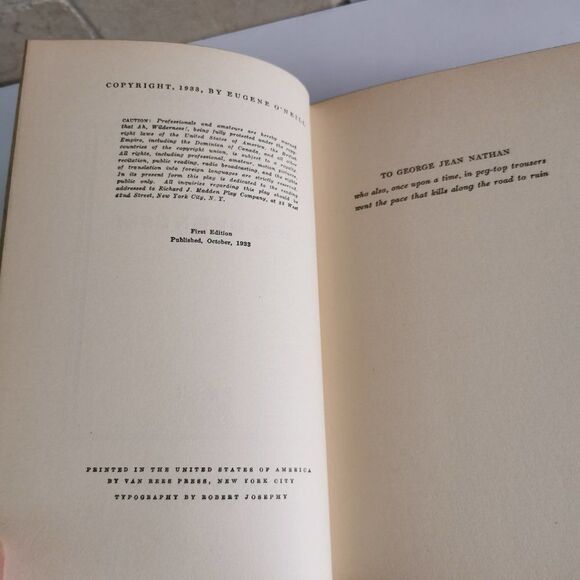 COPYRIGHT, 1933, BY EUGENE O'NEILL
CAUTION: Professionals and amateurs are hereby warned
that Ah, Wilderness!, being fully protected under the copy-
right laws of the United States of America, the British
Empire, including the Dominion of Canada, and all other
countries of the copyright union, is subject to royalty.
All rights, including professional, amateur, motion pictures,
recitation, public reading, radio broadcasting, and the rights
of translation into foreign languages are strictly reserved.
In its present form this play is dedicated to the reading
public only. All inquiries regarding this play should be
addressed to Richard J. Madden Play Company, at 33 West
42nd Street, New York City, N. Y.
First Edition
Published, October, 1933
PRINTED IN THE UNITED STATES OF AMERICA
BY VAN REES PRESS, NEW YORK CITY
TYPOGRAPHY BY ROBERT JOSEPHY
TO GEORGE JEAN NATHAN
who also, once upon a time, in peg-top trousers
went the pace that kills along the road to ruin